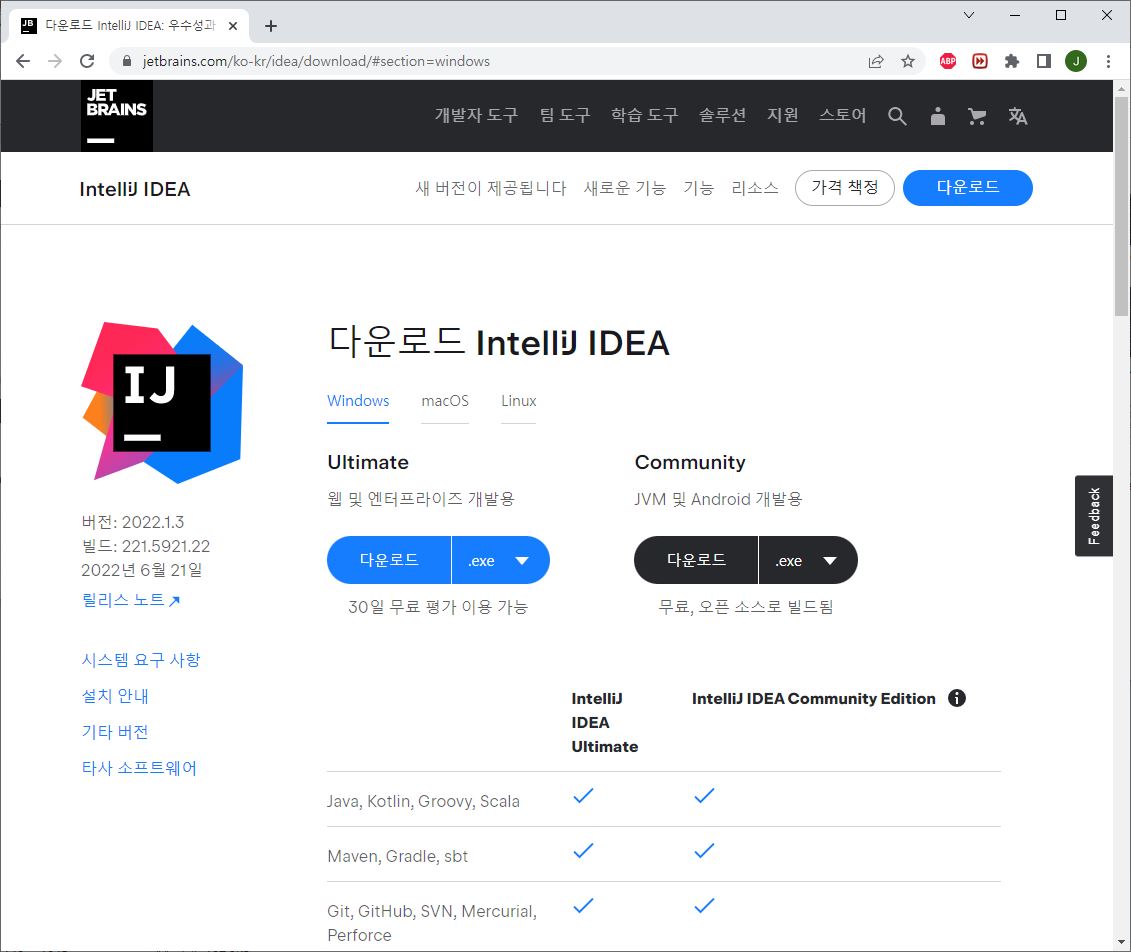 JB
다운로드 IntelliJ IDEA: 우수성과
jetbrains.com/ko-kr/idea/download/#section=windows
ABP
J
JET
BRAINS
개발자 도구 팀 도구 학습 도구 솔루션 지원 스토어
IntelliJ IDEA
새 버전이 제공됩니다 새로운 기능 기능 리소스 가격 책정 다운로드
IJ
다운로드 IntelliJ IDEA
Windows macOS Linux
Ultimate
웹 및 엔터프라이즈 개발용
다운로드 .exe
30일 무료 평가 이용 가능
Community
JVM 및 Android 개발용
다운로드 .exe
무료, 오픈 소스로 빌드됨
버전: 2022.1.3
빌드: 221.5921.22
2022년 6월 21일
릴리스 노트
시스템 요구 사항
설치 안내
기타 버전
타사 소프트웨어
Feedback
IntelliJ
IDEA
Ultimate
IntelliJ IDEA Community Edition
Java, Kotlin, Groovy, Scala
Maven, Gradle, sbt
Git, GitHub, SVN, Mercurial,
Perforce